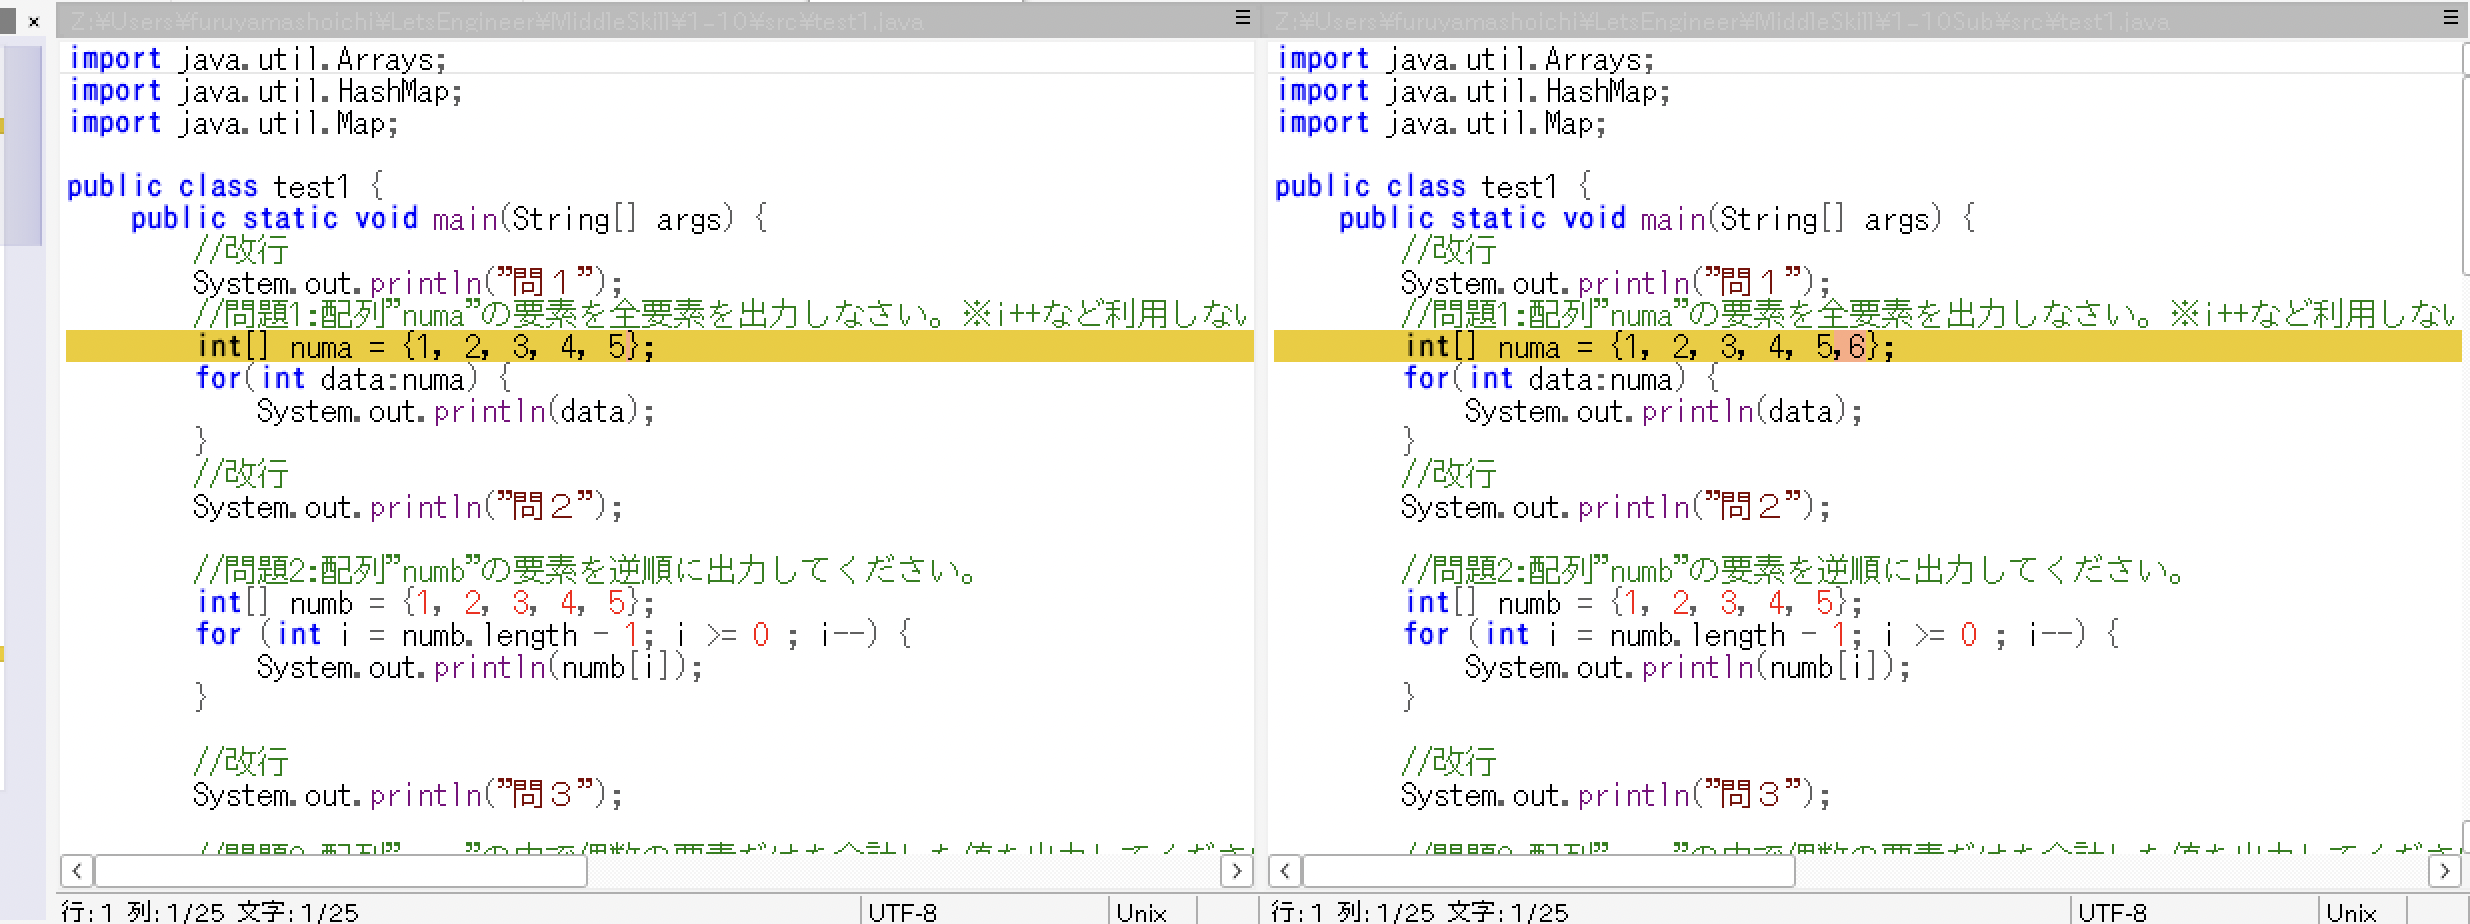 Z:¥Users¥furuyamashoichi¥LetsEngineer¥MiddleSkill¥1-10¥src¥test1.java
import java.util.Arrays;
import java.util.HashMap;
import java.util.Map;
public class test1 {
public static void main(String[] args) {
//改行
System.out.println("問１");
//問題1:配列"numa"の要素を全要素を出力しなさい。※i++など利用しない
int[] numa = {1, 2, 3, 4, 5};
for(int data:numa) {
System.out.println(data);
}
//改行
System.out.println("問２");
//問題2:配列"numb"の要素を逆順に出力してください。
int[] numb = {1, 2, 3, 4, 5};
for (int i = numb.length - 1; i >= 0 ; i--) {
System.out.println(numb[i]);
}
//改行
System.out.println("問３");
行: 1 列: 1/25 文字: 1/25
UTF-8
Unix
Z:¥Users¥furuyamashoichi¥LetsEngineer¥MiddleSkill¥1-10Sub¥src¥test1.java
import java.util.Arrays;
import java.util.HashMap;
import java.util.Map;
public class test1 {
public static void main(String[] args) {
//改行
System.out.println("問１");
//問題1:配列"numa"の要素を全要素を出力しなさい。※i++など利用しな
int[] numa = {1, 2, 3, 4, 5,6};
for(int data:numa) {
System.out.println(data);
}
//改行
System.out.println("問２");
//問題2:配列"numb"の要素を逆順に出力してください。
int[] numb = {1, 2, 3, 4, 5};
for (int i = numb.length - 1; i >= 0 ; i--) {
System.out.println(numb[i]);
}
//改行
System.out.println("問３");
行: 1 列: 1/25 文字: 1/25
UTF-8
Unix